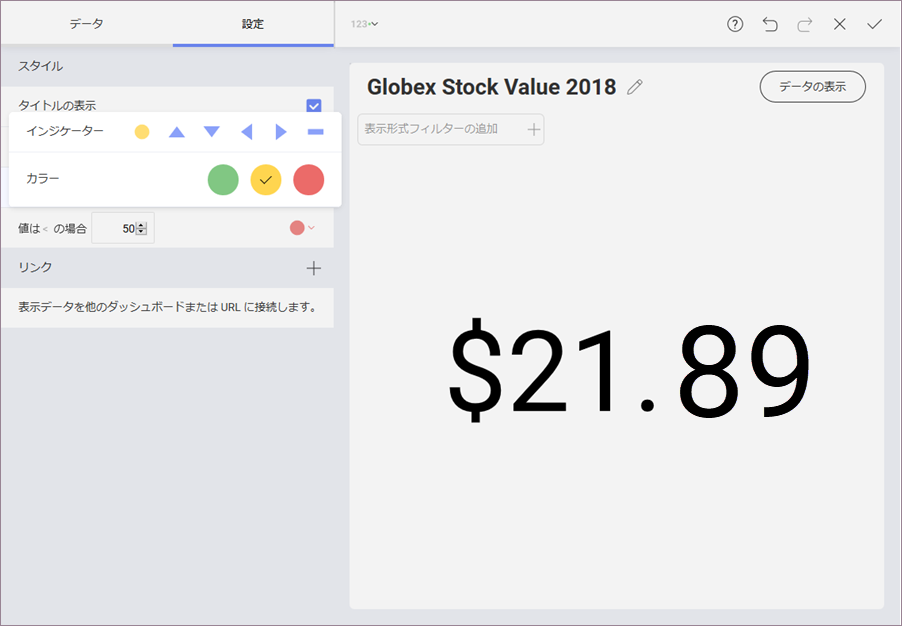 データ
設定
123
スタイル
タイトルの表示
インジケーター
カラー
値は < の場合 50
リンク
表示データを他のダッシュボードまたは URL に接続します。
Globex Stock Value 2018
データの表示
表示形式フィルターの追加
$21.89